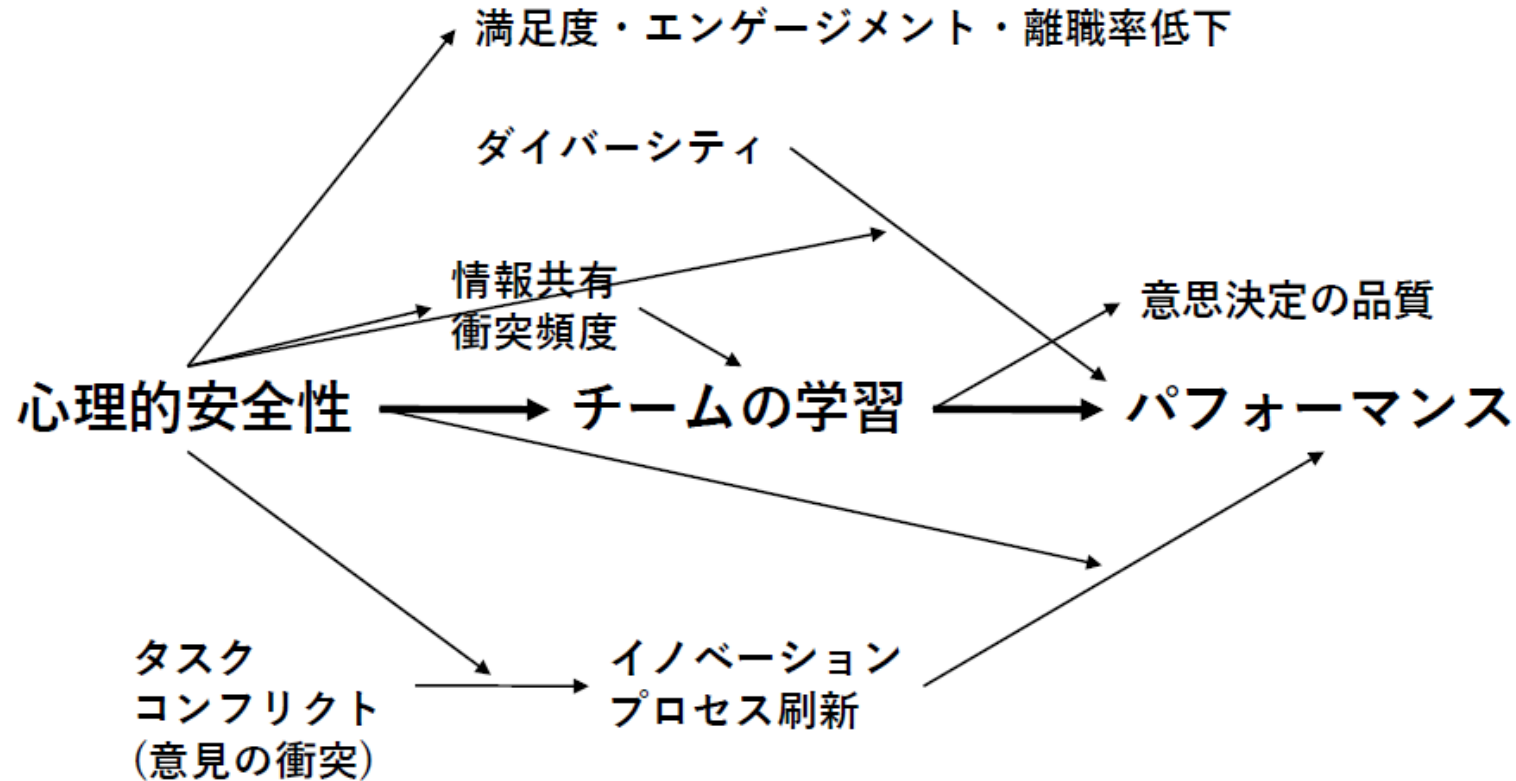 満足度・エンゲージメント・離職率低下
ダイバーシティ
情報共有
衝突頻度
意思決定の品質
心理的安全性
チームの学習
パフォーマンス
タスク
コンフリクト
(意見の衝突)
イノベーション
プロセス刷新